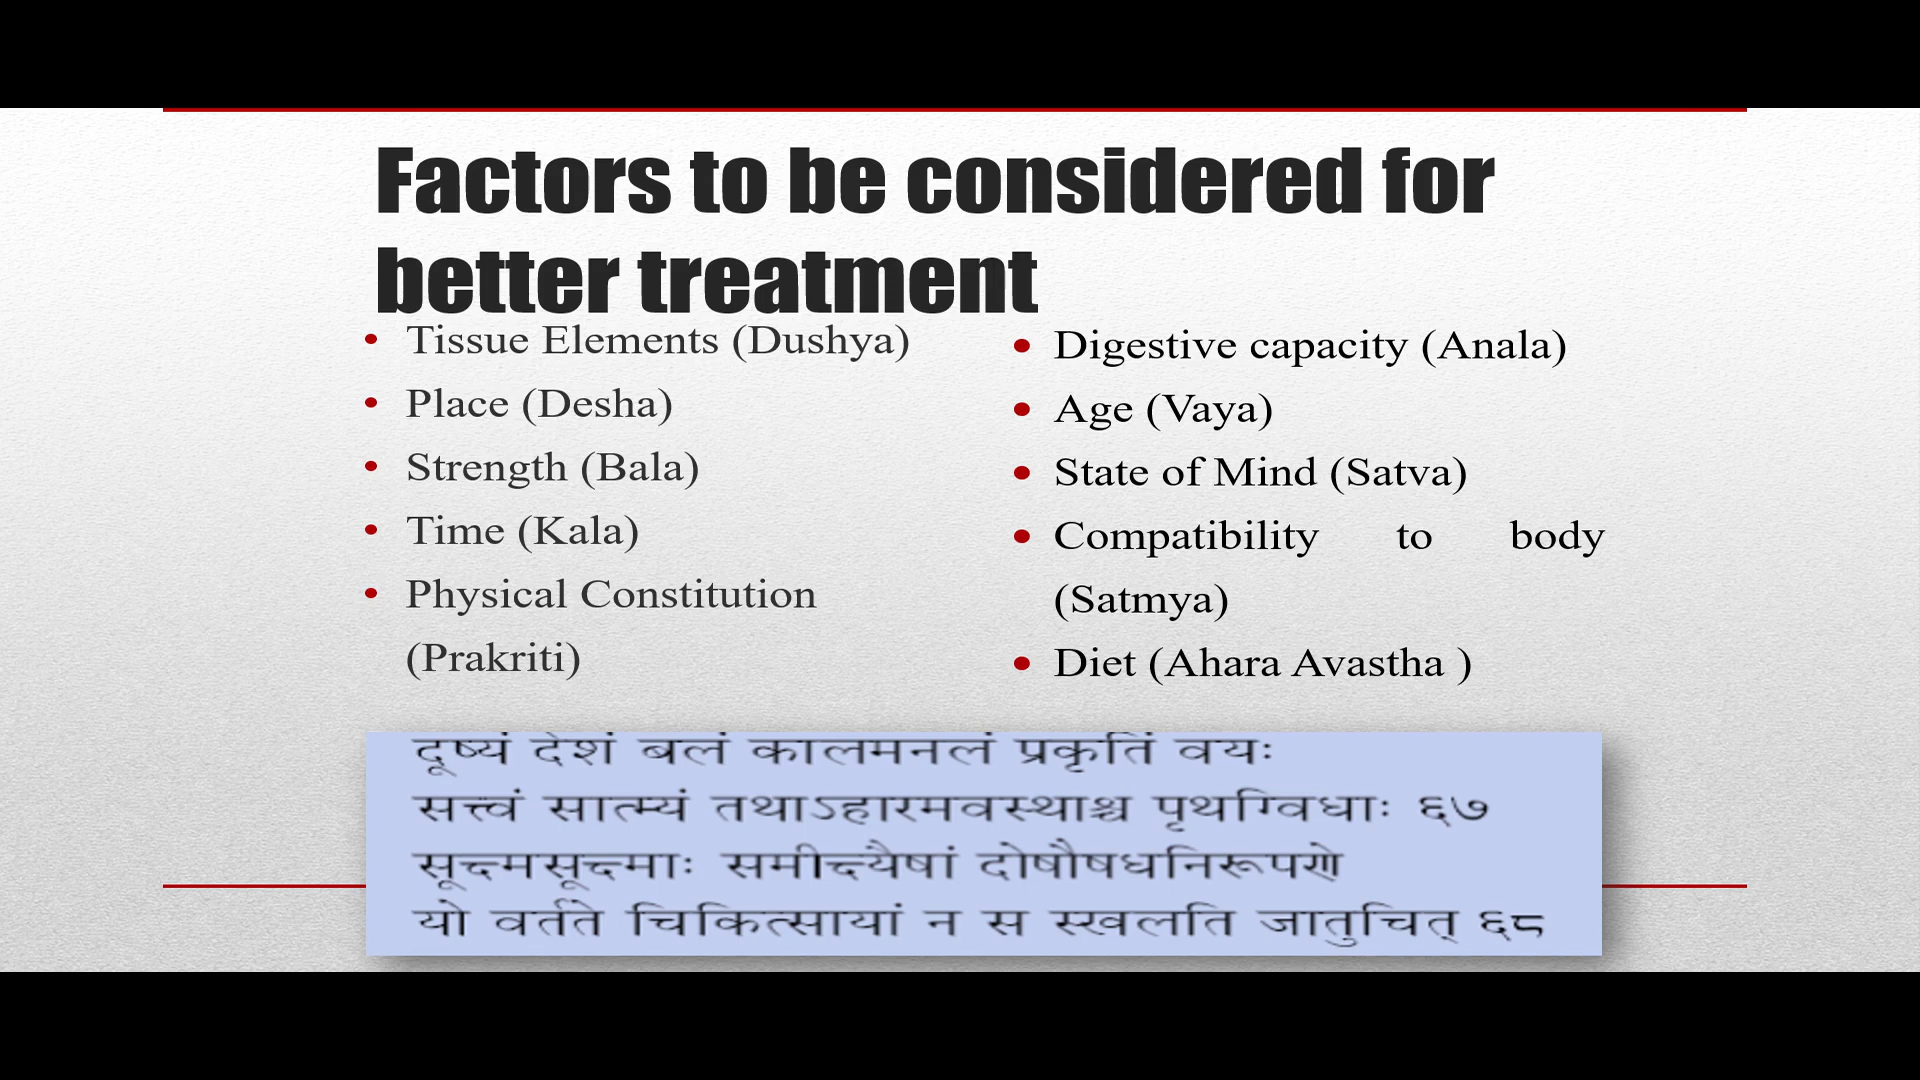 Factors to be considered for
better treatment
• Tissue Elements (Dushya)
• Place (Desha)
• Strength (Bala)
• Time (Kala)
• Physical Constitution
(Prakriti)
• Digestive capacity (Anala)
• Age (Vaya)
• State of Mind (Satva)
• Compatibility to body
(Satmya)
• Diet (Ahara Avastha )
दूष्यं देशं बलं कालमनलं प्रकृतिं वयः
सत्त्वं सात्म्यं तथाऽहारमवस्थाश्च पृथग्विधाः ६७
सूक्ष्मसूक्ष्माः समीक्ष्यैषां दोषौषधनिरूपणे
यो वर्तते चिकित्सायां न स स्खलति जातुचित् ६८